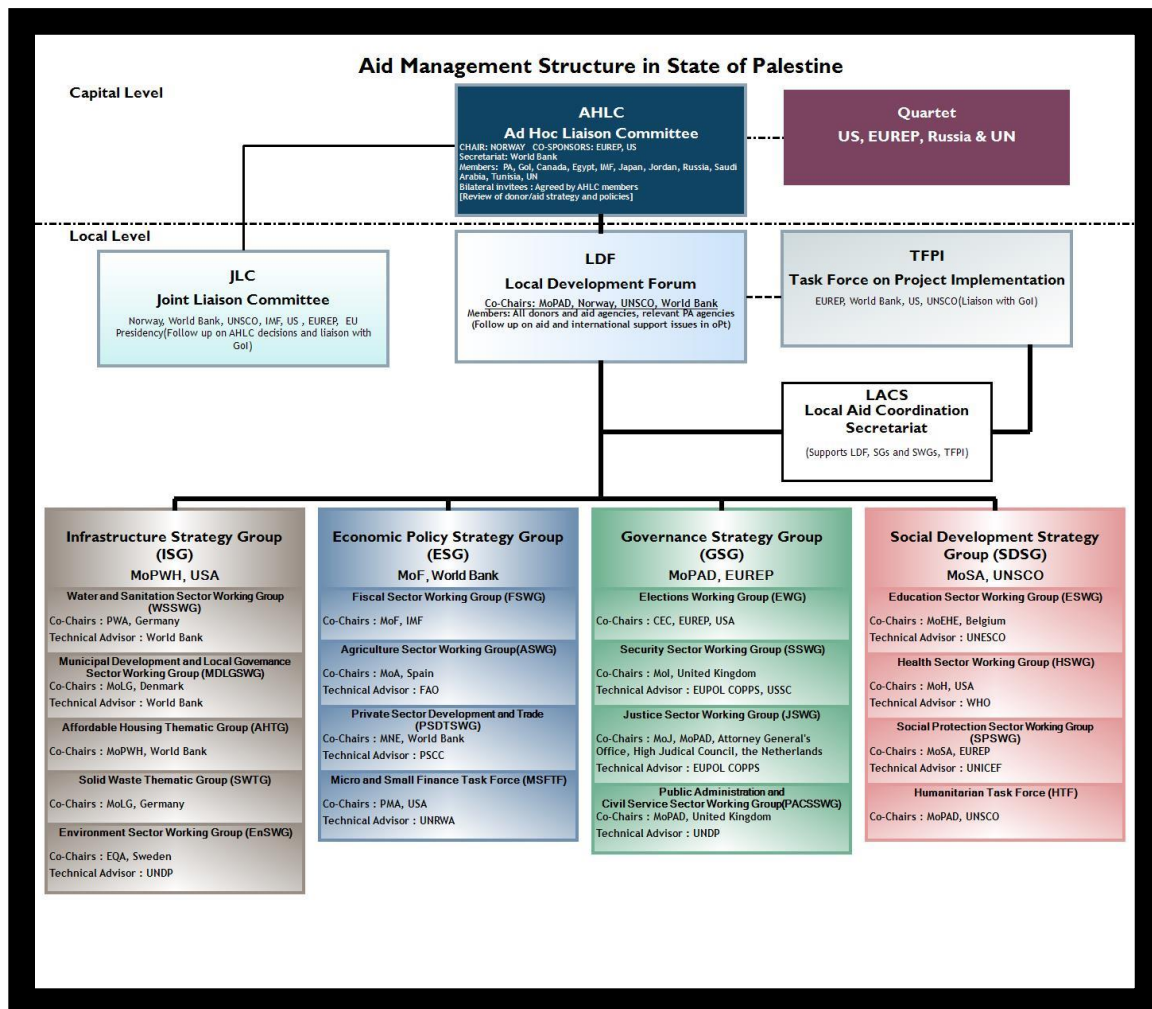 Aid Management Structure in State of Palestine
Capital Level
AHLC
Ad Hoc Liaison Committee
CHAIR: NORWAY CO-SPONSORS: EUREP, US
Secretariat: World Bank
Members: PA, GoI, Canada, Egypt, IMF, Japan, Jordan, Russia, Saudi
Arabia, Tunisia, UN
Bilateral invitees : Agreed by AHLC members
[Review of donor/aid strategy and policies]
Quartet
US, EUREP, Russia & UN
Local Level
JLC
Joint Liaison Committee
Norway, World Bank, UNSCO, IMF, US , EUREP, EU
Presidency(Follow up on AHLC decisions and liaison with
GoI)
LDF
Local Development Forum
Co-Chairs: MoPAD, Norway, UNSCO, World Bank
Members: All donors and aid agencies, relevant PA agencies
(Follow up on aid and international support issues in oPt)
TFPI
Task Force on Project Implementation
EUREP, World Bank, US, UNSCO(Liaison with GoI)
LACS
Local Aid Coordination
Secretariat
(Supports LDF, SGs and SWGs, TFPI)
Infrastructure Strategy Group
(ISG)
MoPWH, USA
Water and Sanitation Sector Working Group
(WSSWG)
Co-Chairs : PWA, Germany
Technical Advisor : World Bank
Municipal Development and Local Governance
Sector Working Group (MDLGSWG)
Co-Chairs : MoLG, Denmark
Technical Advisor : World Bank
Affordable Housing Thematic Group (AHTG)
Co-Chairs : MoPWH, World Bank
Solid Waste Thematic Group (SWTG)
Co-Chairs : MoLG, Germany
Environment Sector Working Group (EnSWG)
Co-Chairs : EQA, Sweden
Technical Advisor : UNDP
Economic Policy Strategy Group
(ESG)
MoF, World Bank
Fiscal Sector Working Group (FSWG)
Co-Chairs : MoF, IMF
Agriculture Sector Working Group(ASWG)
Co-Chairs : MoA, Spain
Technical Advisor : FAO
Private Sector Development and Trade
(PSDTSWG)
Co-Chairs : MNE, World Bank
Technical Advisor : PSCC
Micro and Small Finance Task Force (MSFTF)
Co-Chairs : PMA, USA
Technical Advisor : UNRWA
Governance Strategy Group
(GSG)
MoPAD, EUREP
Elections Working Group (EWG)
Co-Chairs : CEC, EUREP, USA
Security Sector Working Group (SSWG)
Co-Chairs : MoI, United Kingdom
Technical Advisor : EUPOL COPPS, USSC
Justice Sector Working Group (JSWG)
Co-Chairs : MoJ, MoPAD, Attorney General's
Office, High Judical Council, the Netherlands
Technical Advisor : EUPOL COPPS
Public Administration and
Civil Service Sector Working Group(PACSSWG)
Co-Chairs : MoPAD, United Kingdom
Technical Advisor : UNDP
Social Development Strategy
Group (SDSG)
MoSA, UNSCO
Education Sector Working Group (ESWG)
Co-Chairs : MoEHE, Belgium
Technical Advisor : UNESCO
Health Sector Working Group (HSWG)
Co-Chairs : MoH, USA
Technical Advisor : WHO
Social Protection Sector Working Group
(SPSWG)
Co-Chairs : MoSA, EUREP
Technical Advisor : UNICEF
Humanitarian Task Force (HTF)
Co-Chairs : MoPAD, UNSCO